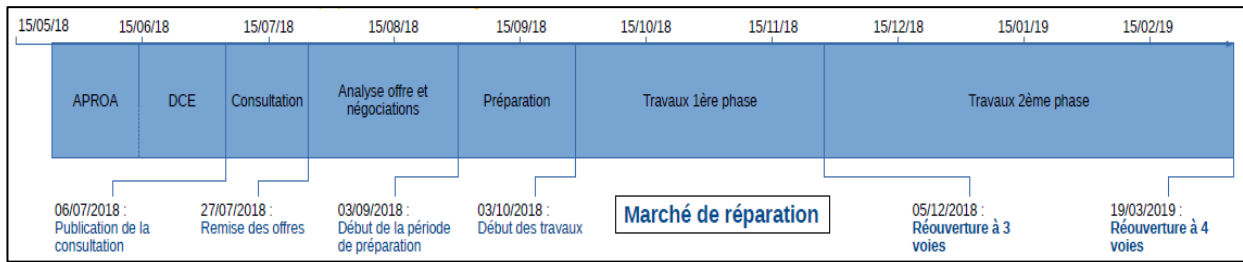 15/05/18 15/06/18 15/07/18 15/08/18 15/09/18 15/10/18 15/11/18 15/12/18 15/01/19 15/02/19
APROA
DCE
Consultation
Analyse offre et
négociations
Préparation
Travaux 1ère phase
Travaux 2ème phase
06/07/2018 :
Publication de la
consultation
27/07/2018 :
Remise des offres
03/09/2018 :
Début de la période
de préparation
03/10/2018 :
Début des travaux
Marché de réparation
05/12/2018 :
Réouverture à 3
voies
19/03/2019 :
Réouverture à 4
voies